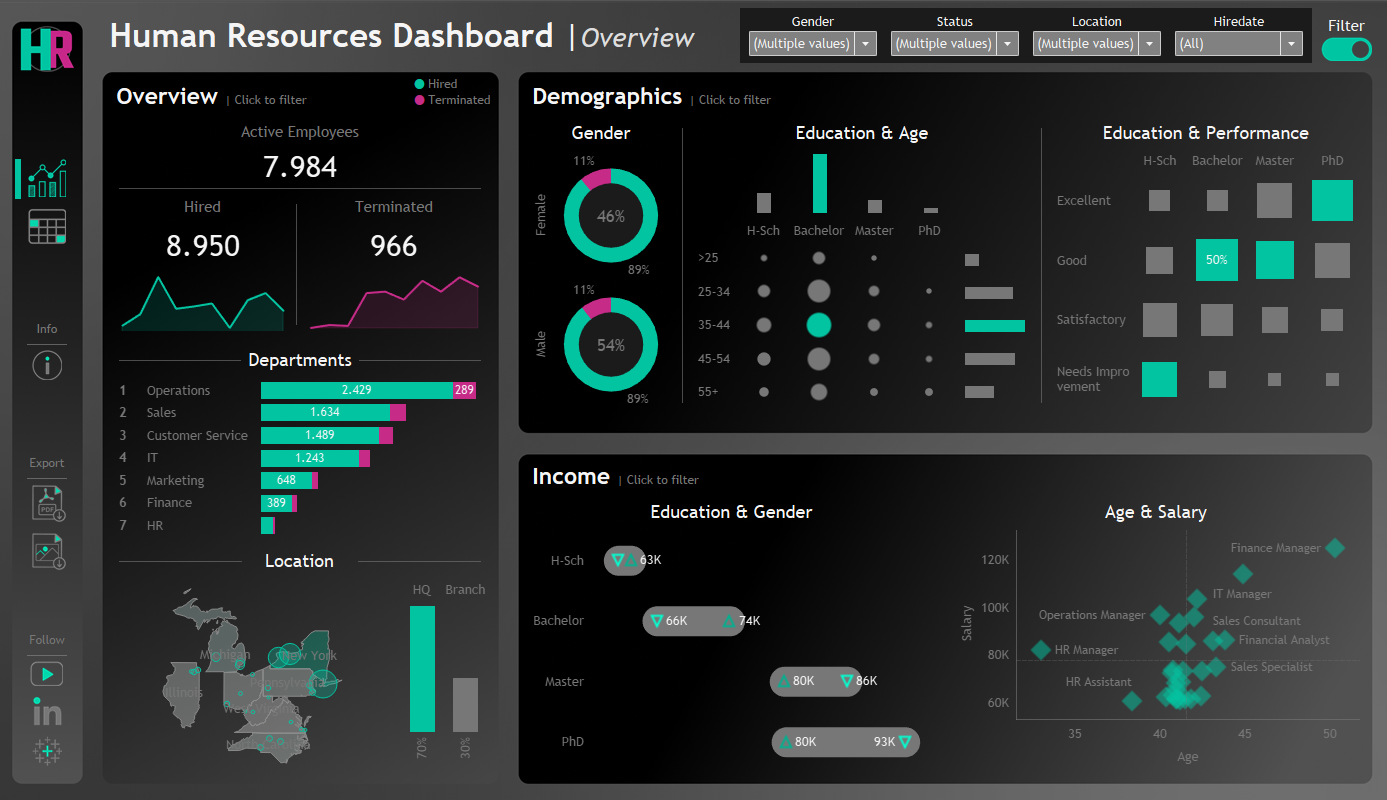 HR
Human Resources Dashboard | Overview
Gender
(Multiple values)
Status
(Multiple values)
Location
(Multiple values)
Hiredate
(All)
Filter
Info
Export
PDF
Follow
in
Overview | Click to filter
Hired
Terminated
Active Employees
7.984
Hired
8.950
Terminated
966
Departments
1 Operations 2.429 289
2 Sales 1.634
3 Customer Service 1.489
4 IT 1.243
5 Marketing 648
6 Finance 389
7 HR
Location
Michigan
New York
Illinois
Pennsylvania
West Virginia
HQ Branch
70% 30%
Demographics | Click to filter
Gender
Female
11%
46%
89%
Male
11%
54%
89%
Education & Age
H-Sch Bachelor Master PhD
>25
25-34
35-44
45-54
55+
Education & Performance
H-Sch Bachelor Master PhD
Excellent
Good 50%
Satisfactory
Needs Impro
vement
Income | Click to filter
Education & Gender
H-Sch 63K
Bachelor 66K 74K
Master 80K 86K
PhD 80K 93K
Age & Salary
Salary
120K
100K
80K
60K
Finance Manager
IT Manager
Operations Manager
Sales Consultant
Financial Analyst
HR Manager
Sales Specialist
HR Assistant
35 40 45 50
Age